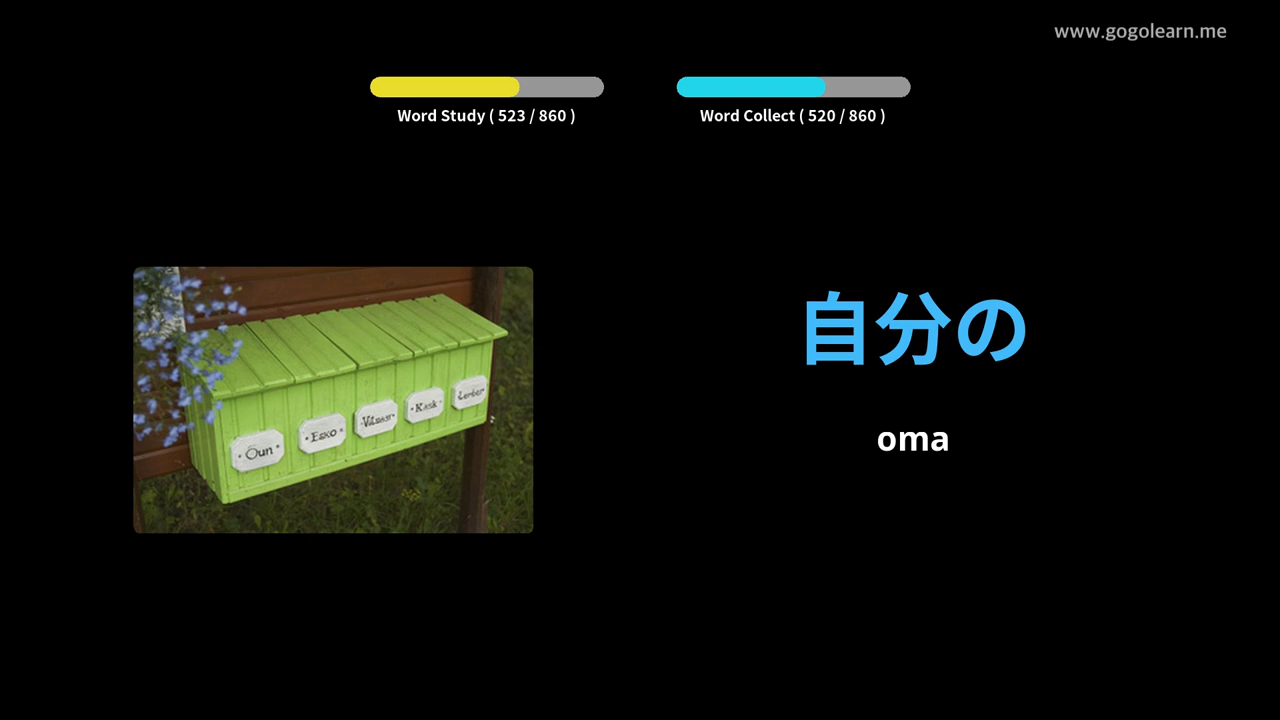 www.gogolearn.me
Word Study ( 523 / 860 )
Word Collect ( 520 / 860 )
自分の
oma
Oun
Esko
Kask